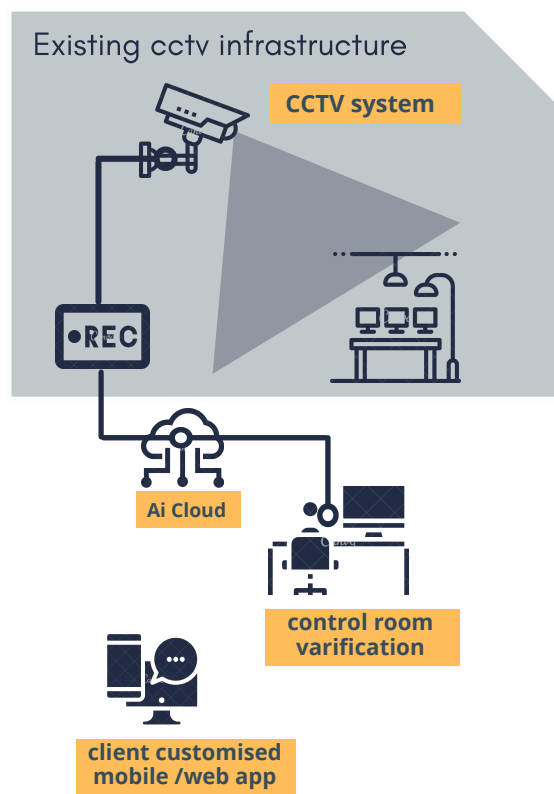 Existing cctv infrastructure
CCTV system
REC
Ai Cloud
control room
varification
client customised
mobile /web app